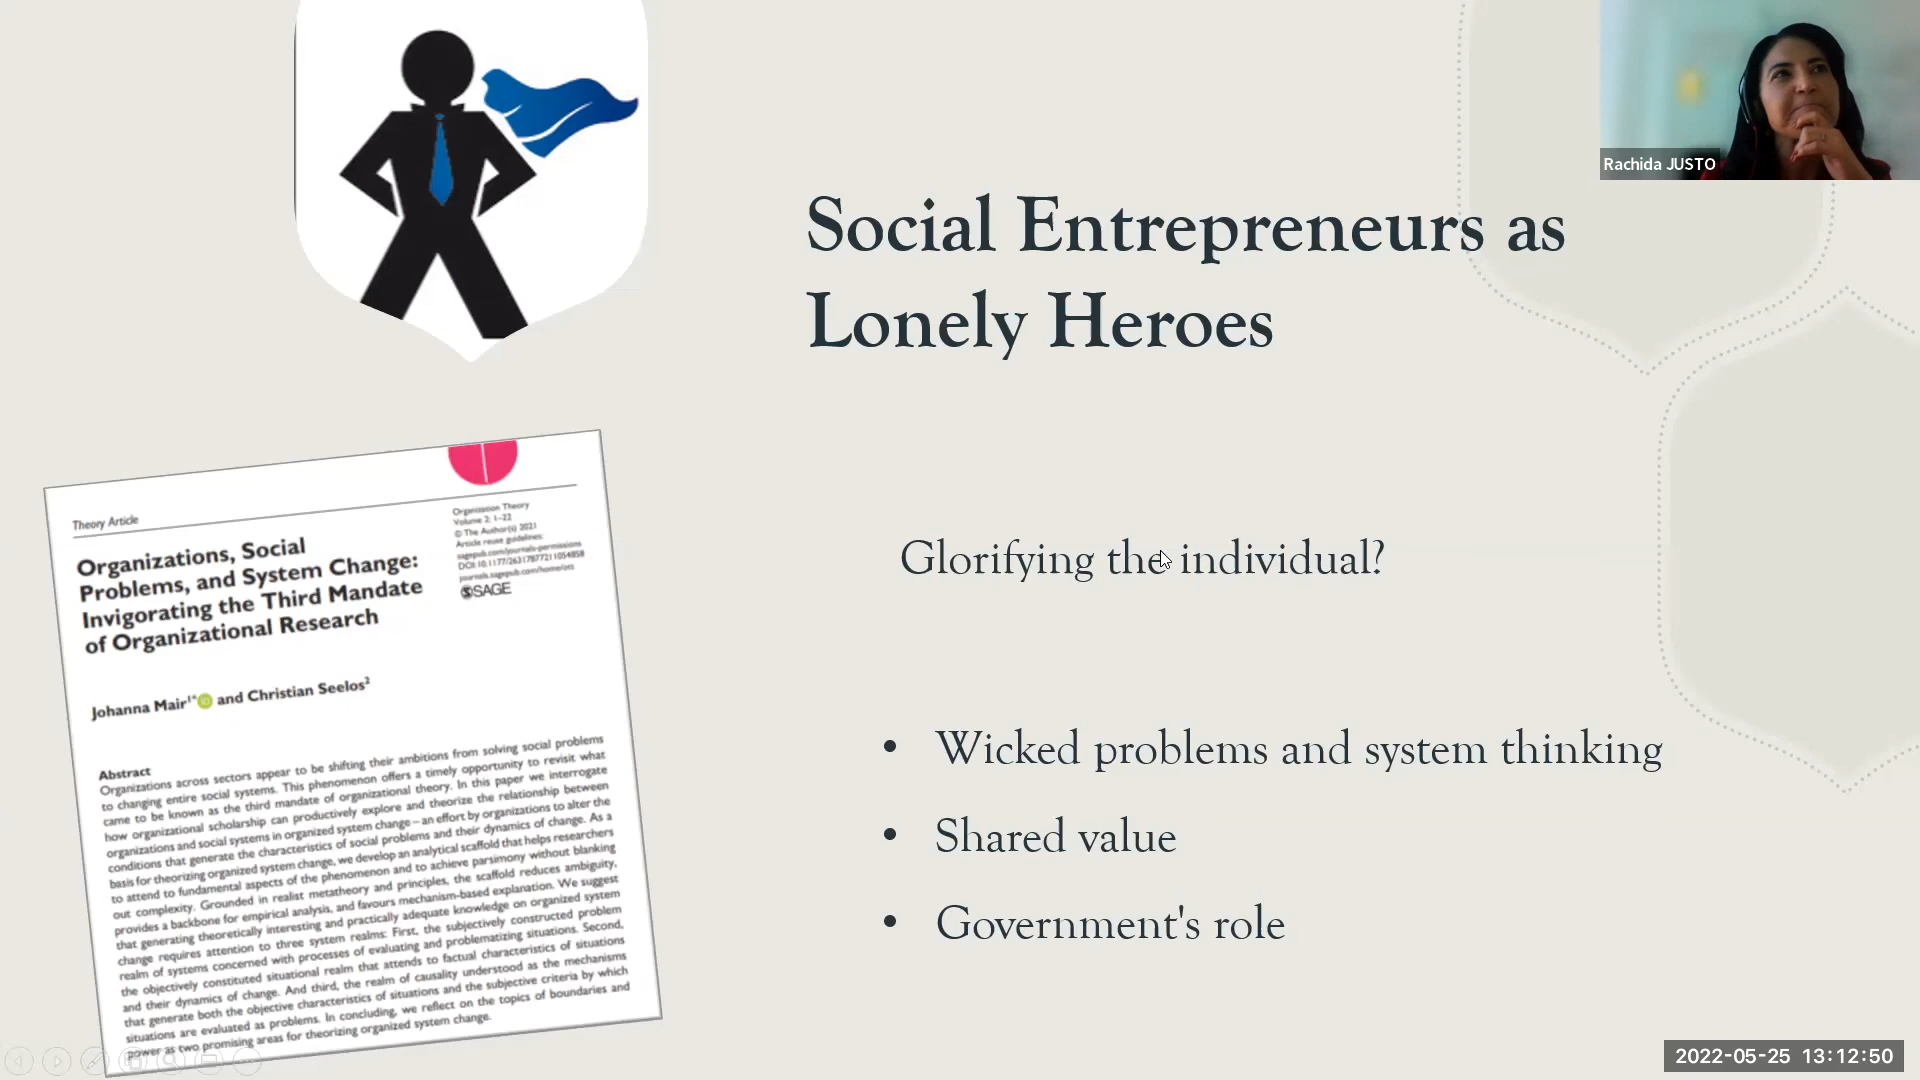 Rachida JUSTO
Social Entrepreneurs as
Lonely Heroes
Glorifying the individual?
• Wicked problems and system thinking
• Shared value
• Government's role
Theory Article
Organization Theory
Volume 2: 1–22
© The Author(s) 2021
Article reuse guidelines:
sagepub.com/journals-permissions
DOI: 10.1177/26317877211054858
journals.sagepub.com/home/ott
SAGE
Organizations, Social
Problems, and System Change:
Invigorating the Third Mandate
of Organizational Research
Johanna Mair1* and Christian Seelos2
Abstract
Organizations across sectors appear to be shifting their ambitions from solving social problems
to changing entire social systems. This phenomenon offers a timely opportunity to revisit what
came to be known as the third mandate of organizational theory. In this paper we interrogate
how organizational scholarship can productively explore and theorize the relationship between
organizations and social systems in organized system change – an effort by organizations to alter the
conditions that generate the characteristics of social problems and their dynamics of change. As a
basis for theorizing organized system change, we develop an analytical scaffold that helps researchers
to attend to fundamental aspects of the phenomenon and to achieve parsimony without blanking
out complexity. Grounded in realist metatheory and principles, the scaffold reduces ambiguity,
provides a backbone for empirical analysis, and favours mechanism-based explanation. We suggest
that generating theoretically interesting and practically adequate knowledge on organized system
change requires attention to three system realms: First, the subjectively constructed problem
realm of systems concerned with processes of evaluating and problematizing situations. Second,
the objectively constituted situational realm that attends to factual characteristics of situations
and their dynamics of change. And third, the realm of causality understood as the mechanisms
that generate both the objective characteristics of situations and the subjective criteria by which
situations are evaluated as problems. In concluding, we reflect on the topics of boundaries and
power as two promising areas for theorizing organized system change.
2022-05-25 13:12:50